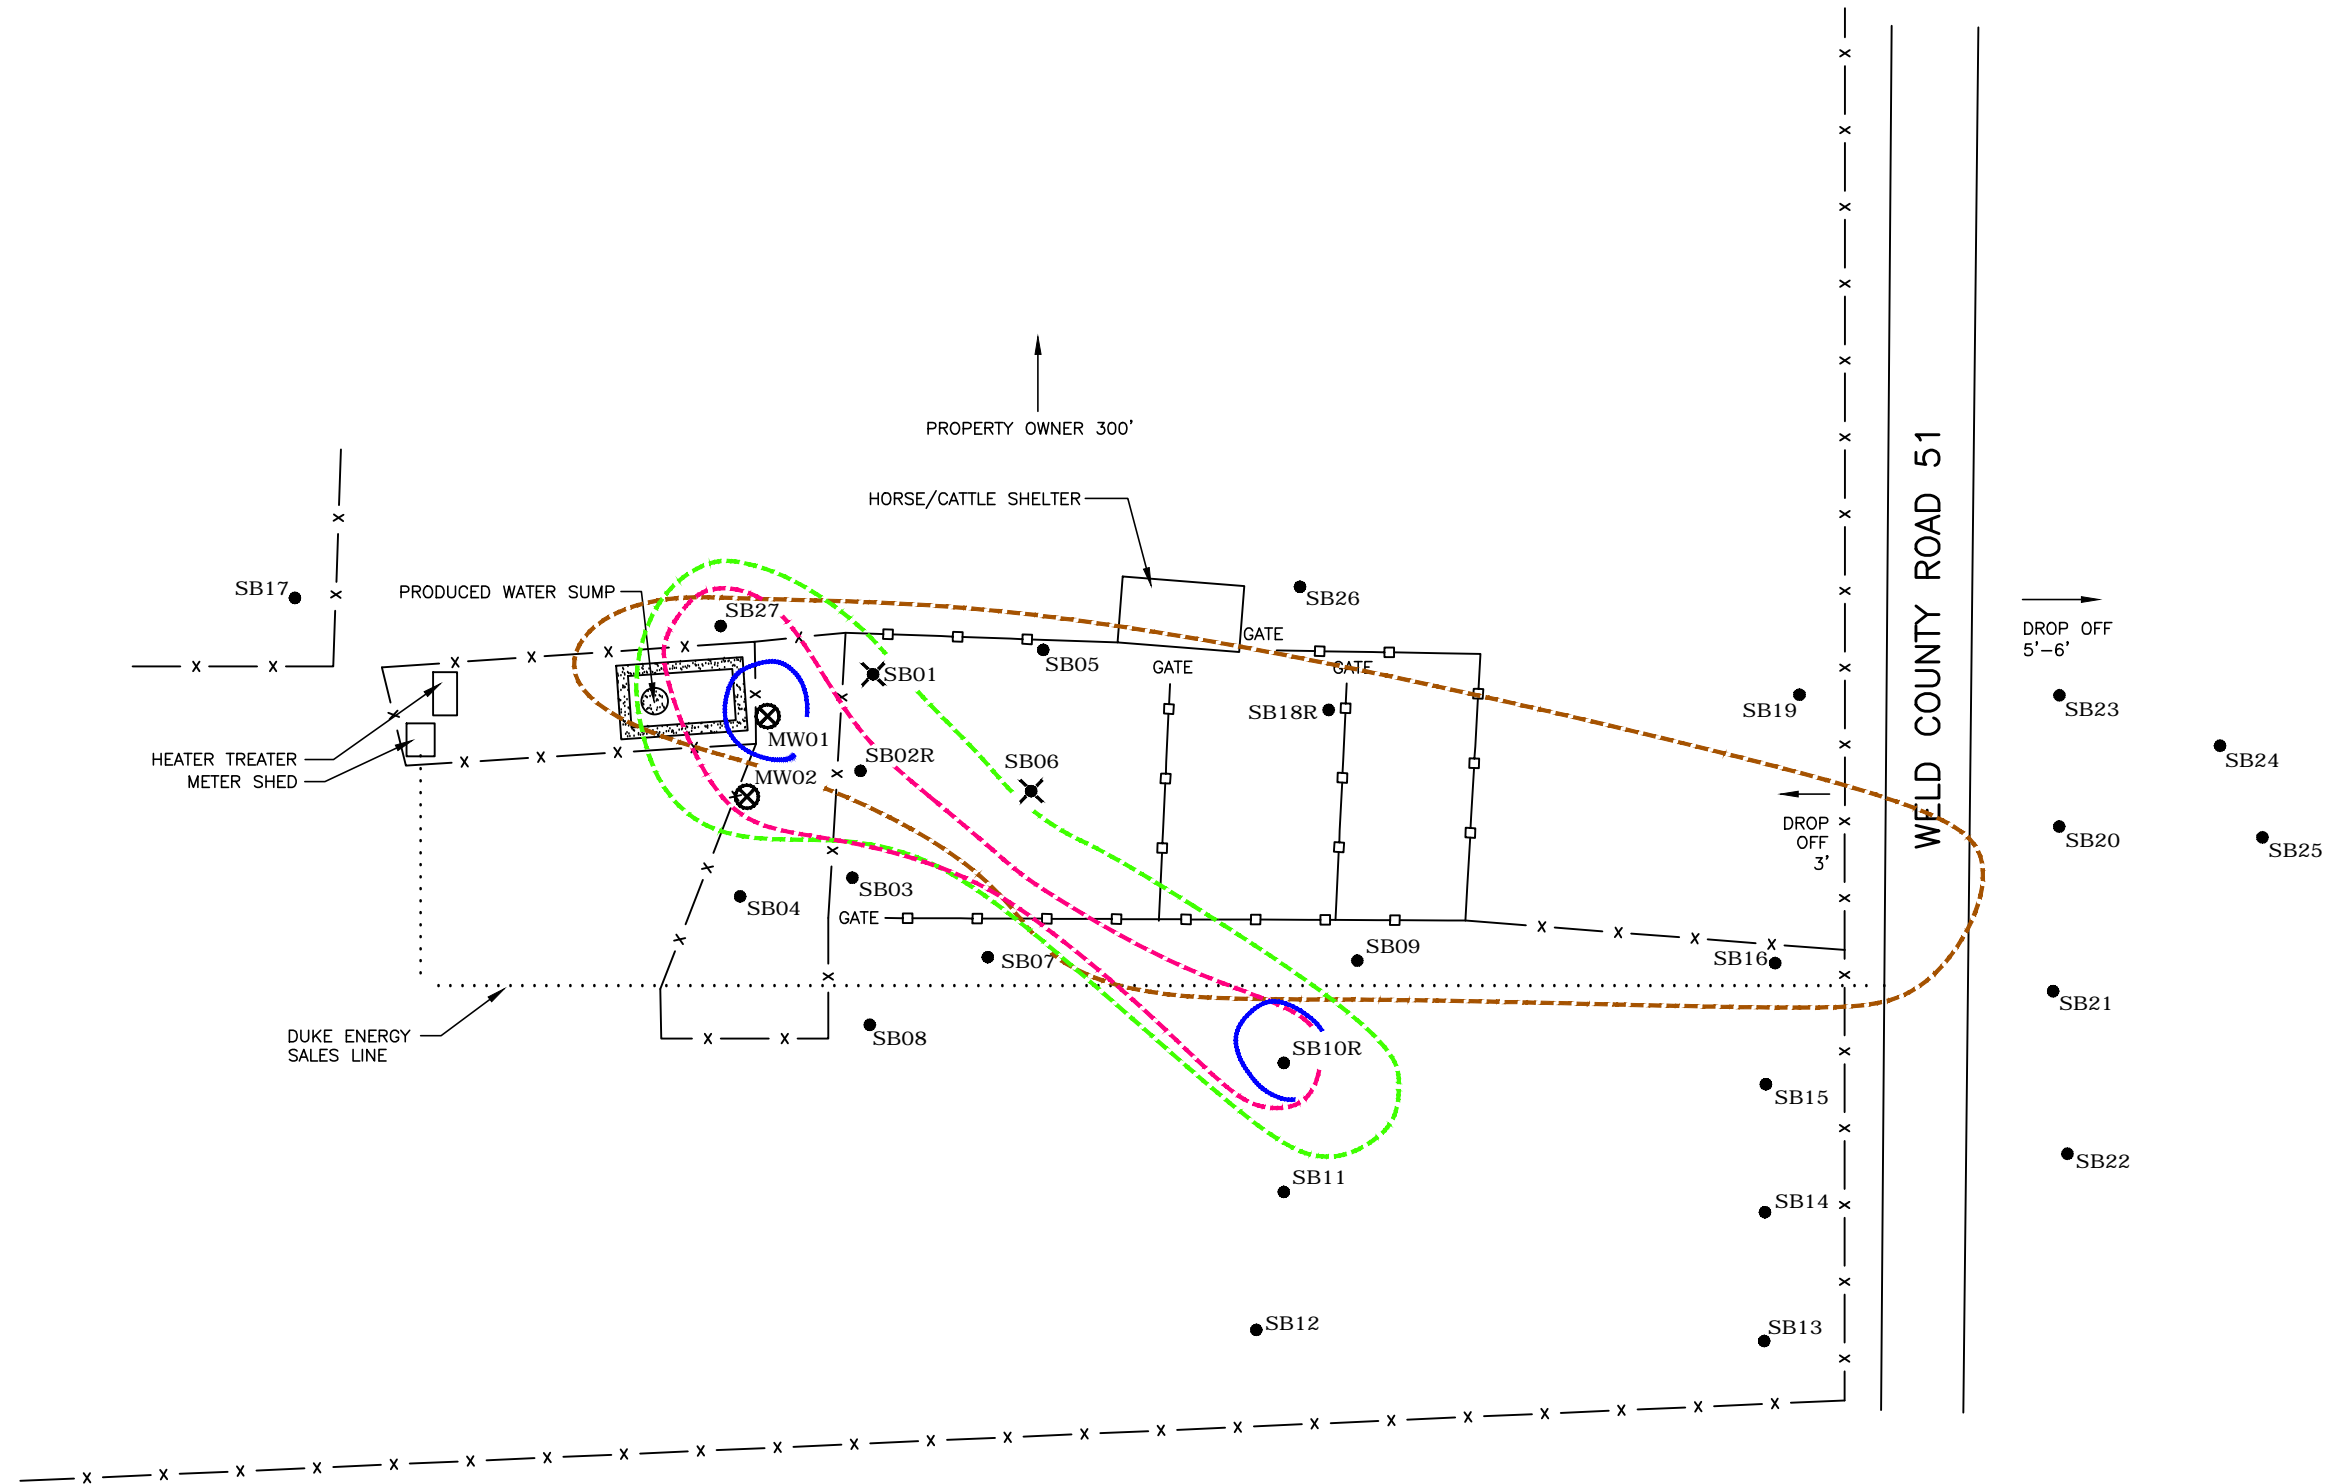 PROPERTY OWNER 300'
HORSE/CATTLE SHELTER
WELD COUNTY ROAD 51
SB17
PRODUCED WATER SUMP
SB27
SB26
DROP OFF
5'-6'
GATE
GATE
GATE
SB05
SB01
SB18R
SB19
SB23
MW01
SB02R
SB06
SB24
HEATER TREATER
METER SHED
MW02
DROP
OFF
3'
SB20
SB25
SB03
SB04
GATE
SB09
SB07
SB16
SB21
DUKE ENERGY
SALES LINE
SB08
SB10R
SB15
SB22
SB11
SB14
SB12
SB13